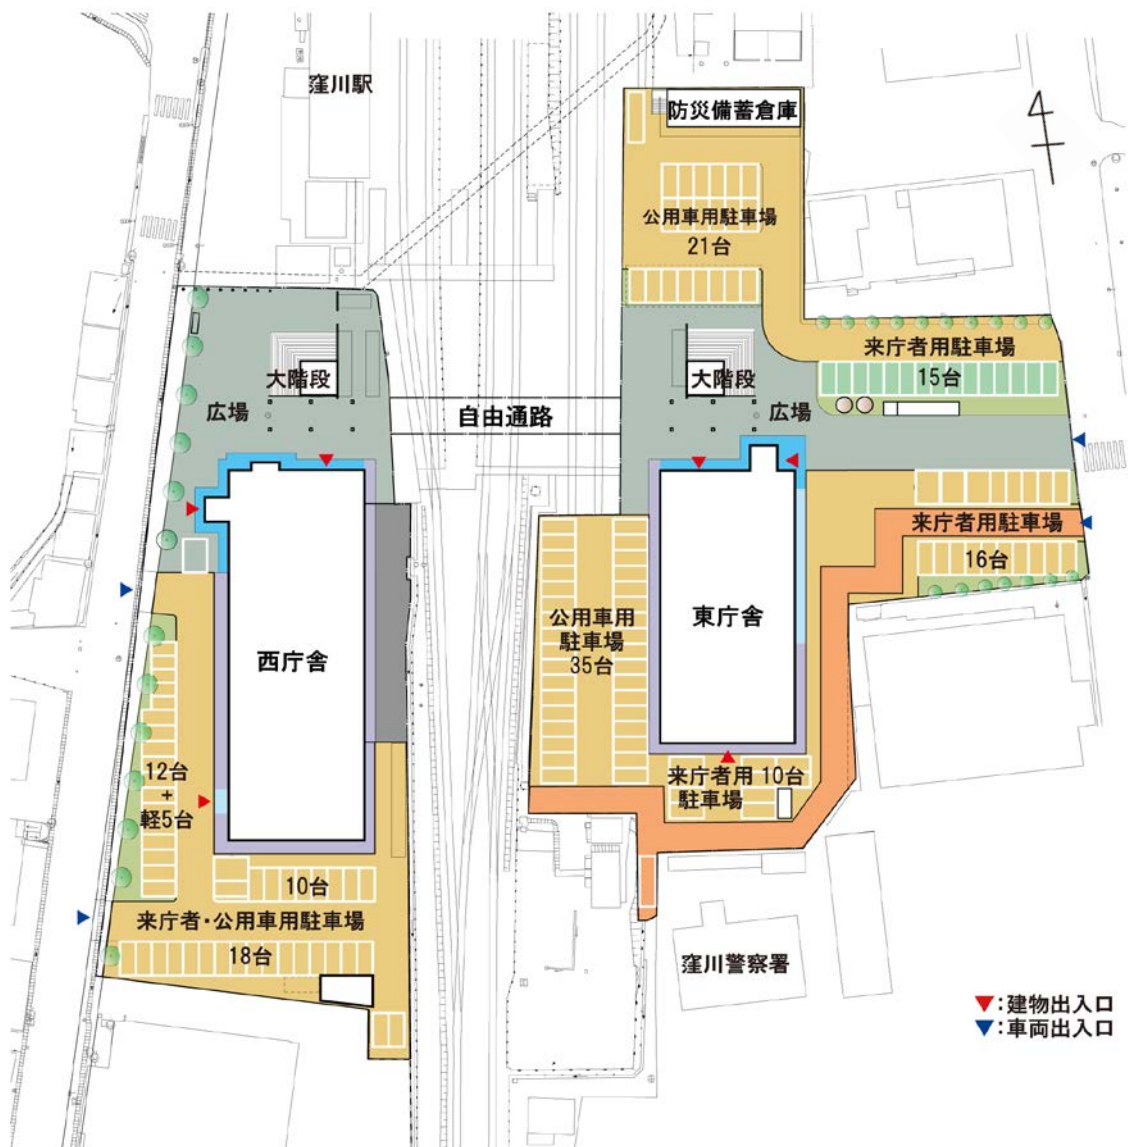 窪川駅
防災備蓄倉庫
公用車用駐車場
21台
来庁者用駐車場
15台
大階段
広場
自由通路
大階段
広場
来庁者用駐車場
16台
西庁舎
公用車用
駐車場
35台
東庁舎
12台
+
軽5台
来庁者用 10台
駐車場
10台
来庁者・公用車用駐車場
18台
窪川警察署
▼:建物出入口
▼:車両出入口